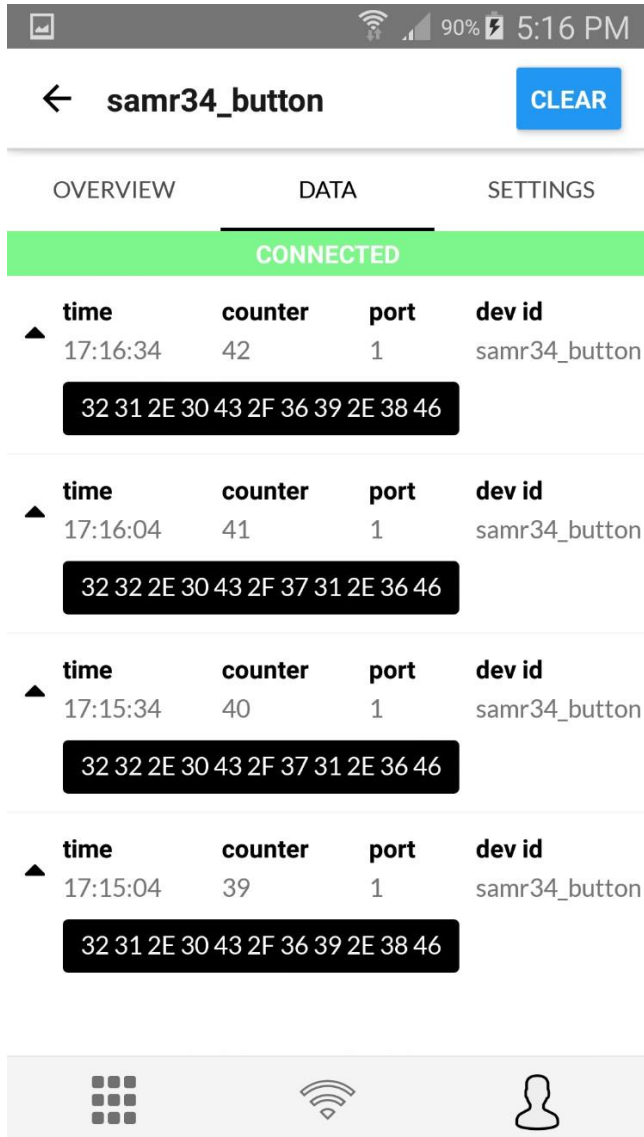 90% 5:16 PM
samr34_button CLEAR
OVERVIEW DATA SETTINGS
CONNECTED
time counter port dev id
17:16:34 42 1 samr34_button
32 31 2E 30 43 2F 36 39 2E 38 46
time counter port dev id
17:16:04 41 1 samr34_button
32 32 2E 30 43 2F 37 31 2E 36 46
time counter port dev id
17:15:34 40 1 samr34_button
32 32 2E 30 43 2F 37 31 2E 36 46
time counter port dev id
17:15:04 39 1 samr34_button
32 31 2E 30 43 2F 36 39 2E 38 46